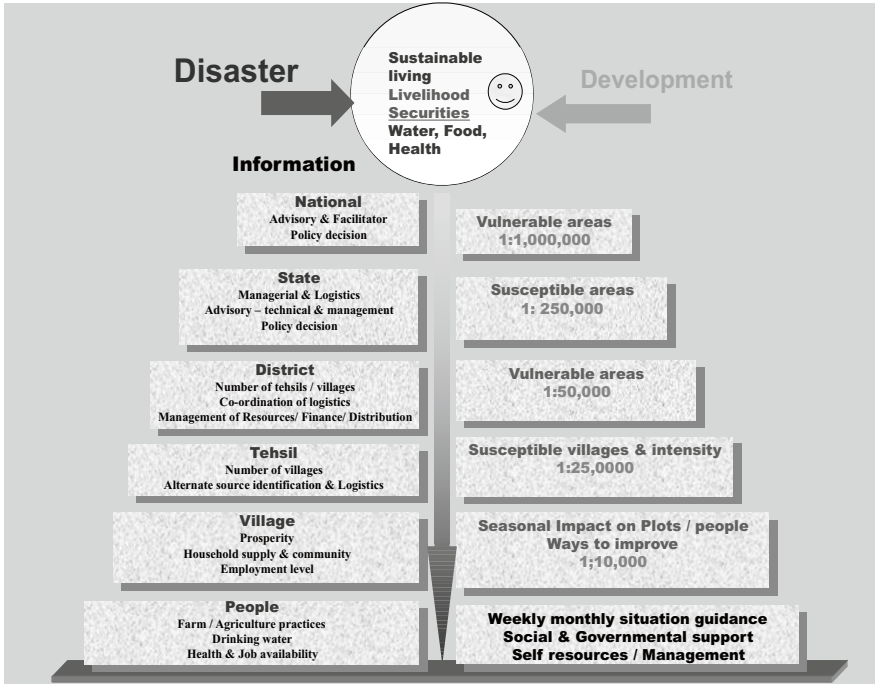 Disaster
Sustainable
living
Livelihood
Securities
Water, Food,
Health
Development
Information
National
Advisory & Facilitator
Policy decision
Vulnerable areas
1:1,000,000
State
Managerial & Logistics
Advisory – technical & management
Policy decision
Susceptible areas
1: 250,000
District
Number of tehsils / villages
Co-ordination of logistics
Management of Resources/ Finance/ Distribution
Vulnerable areas
1:50,000
Tehsil
Number of villages
Alternate source identification & Logistics
Susceptible villages & intensity
1:25,0000
Village
Prosperity
Household supply & community
Employment level
Seasonal Impact on Plots / people
Ways to improve
1;10,000
People
Farm / Agriculture practices
Drinking water
Health & Job availability
Weekly monthly situation guidance
Social & Governmental support
Self resources / Management